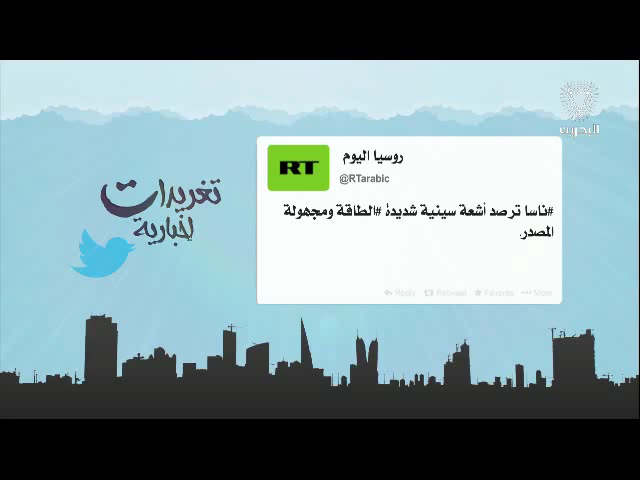 البحرين
روسيا اليوم
RT
@RTarabic
تغريدات
إخبارية
#ناسا ترصد أشعة سينية شديدة #الطاقة ومجهولة
المصدر.
Reply Retweet Favorite More